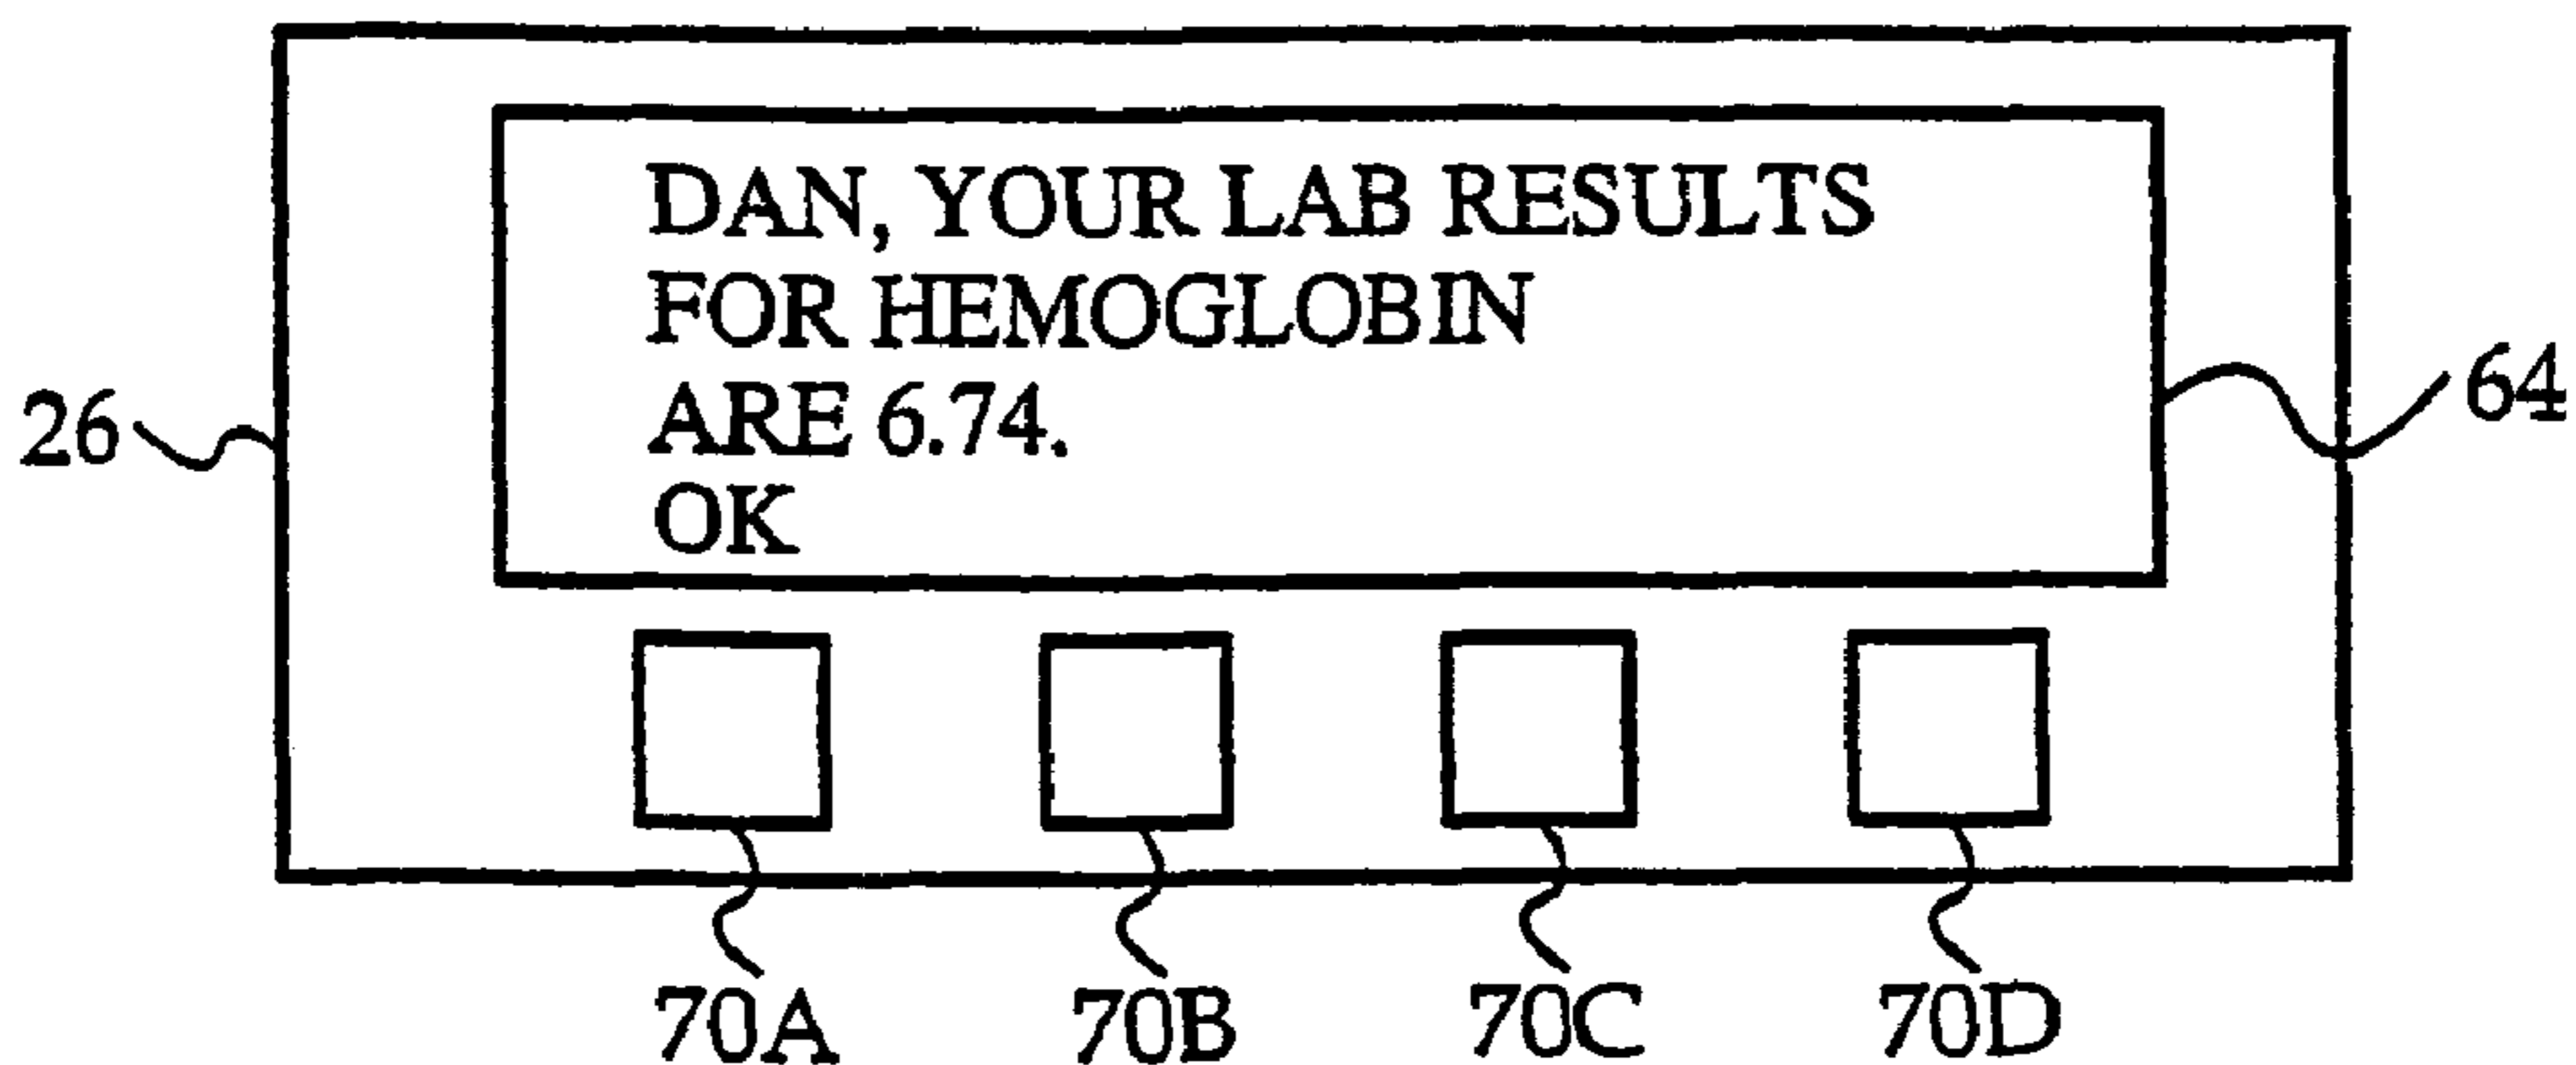 DAN, YOUR LAB RESULTS
FOR HEMOGLOBIN
ARE 6.74.
OK
26
64
70A 70B 70C 70D